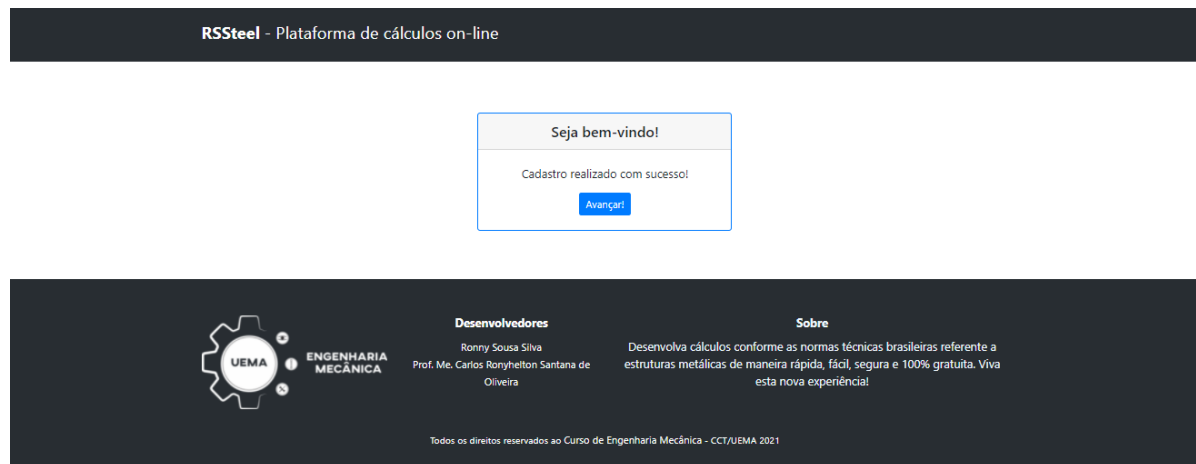 RSSteel - Plataforma de cálculos on-line
Seja bem-vindo!
Cadastro realizado com sucesso!
Avançar!
UEMA
ENGENHARIA
MECÂNICA
Desenvolvedores
Ronny Sousa Silva
Prof. Me. Carlos Ronyhelton Santana de
Oliveira
Sobre
Desenvolva cálculos conforme as normas técnicas brasileiras referente a
estruturas metálicas de maneira rápida, fácil, segura e 100% gratuita. Viva
esta nova experiência!
Todos os direitos reservados ao Curso de Engenharia Mecânica - CCT/UEMA 2021